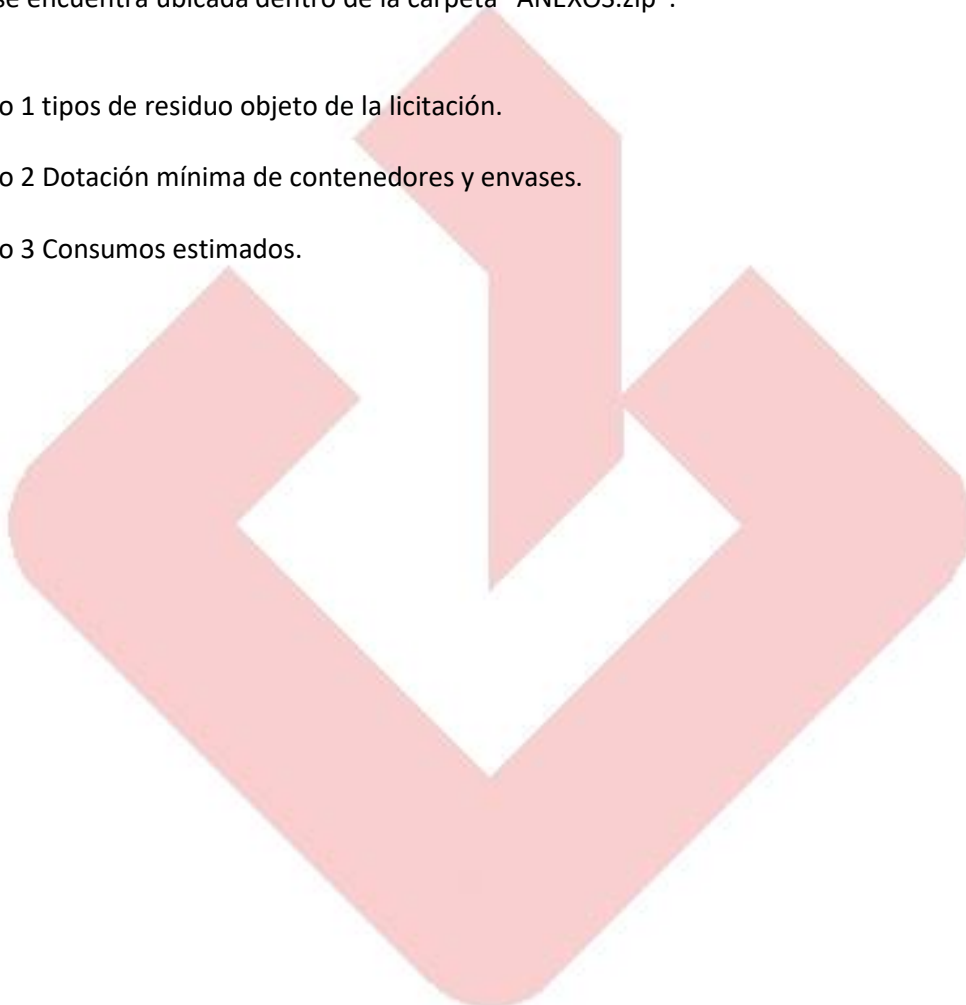 se encuentra ubicada dentro de la carpeta "ANEXOS.zip".
o 1 tipos de residuo objeto de la licitación.
o 2 Dotación mínima de contenedores y envases.
o 3 Consumos estimados.